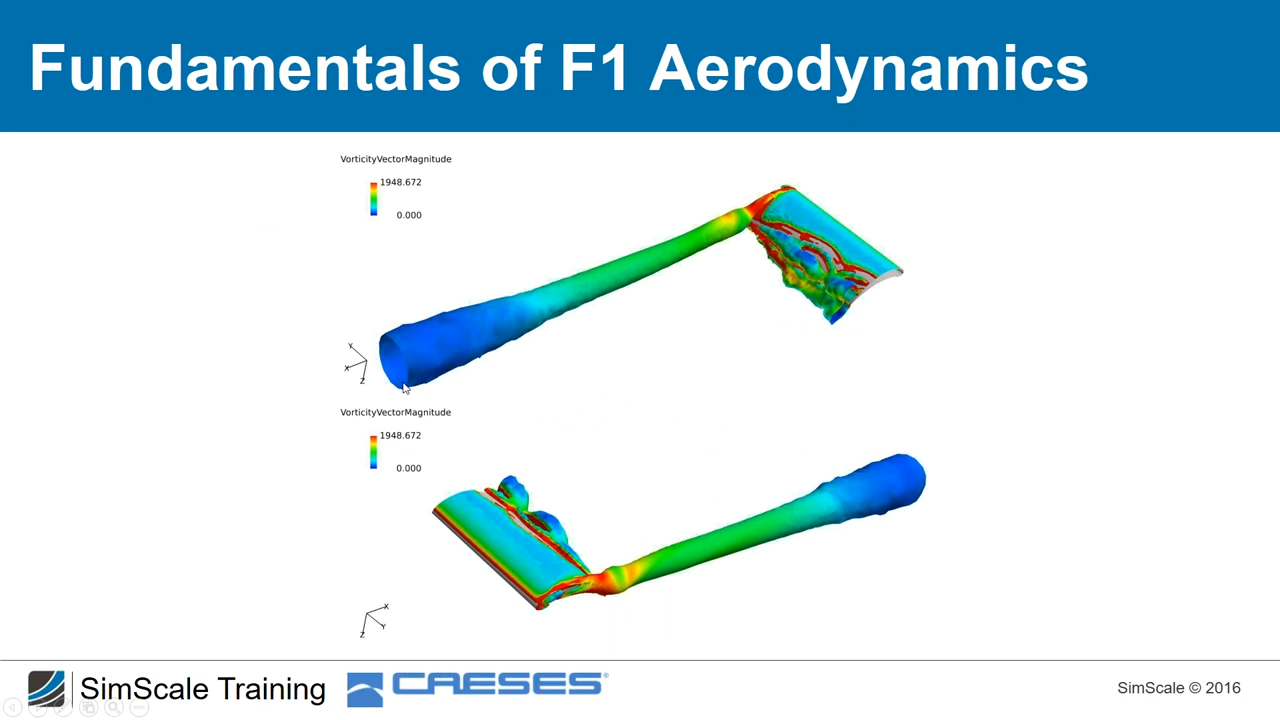 Fundamentals of F1 Aerodynamics
VorticityVectorMagnitude
1948.672
0.000
Y
X
Z
VorticityVectorMagnitude
1948.672
0.000
X
Y
Z
SimScale Training
CAESES®
SimScale © 2016